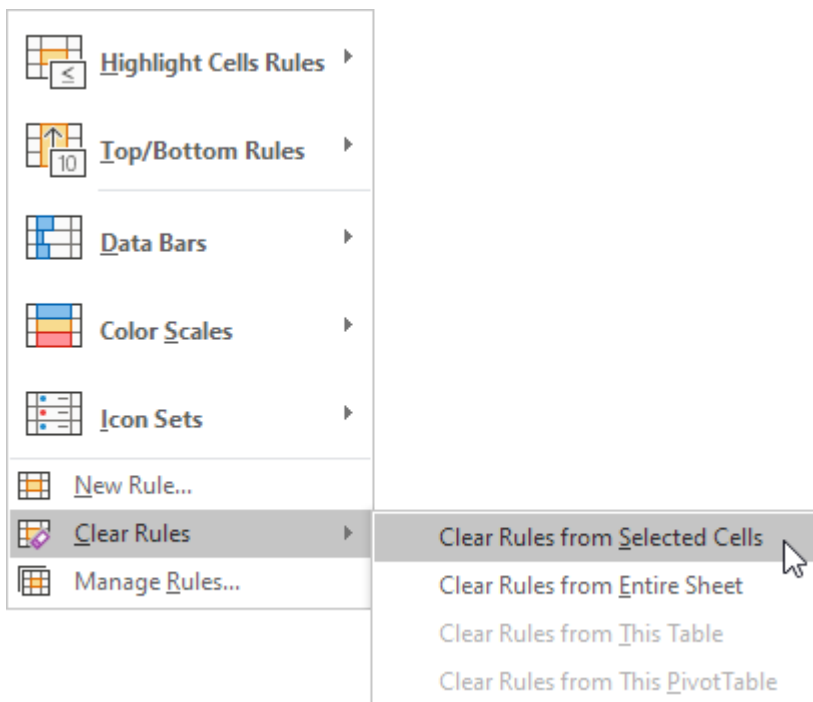 Highlight Cells Rules
≤
Top/Bottom Rules
10
Data Bars
Color Scales
Icon Sets
New Rule...
Clear Rules
Clear Rules from Selected Cells
Manage Rules...
Clear Rules from Entire Sheet
Clear Rules from This Table
Clear Rules from This PivotTable